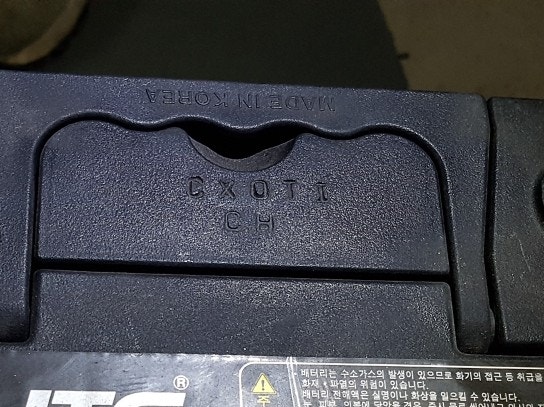 MADE IN KOREA
CXOTI
CH
®
배터리는 수소가스의 발생이 있으므로 화기의 접근 등 취급을
화재 • 파열의 위험이 있습니다.
배터리 전해액은 실명이나 화상을 일으킬 수 있습니다.